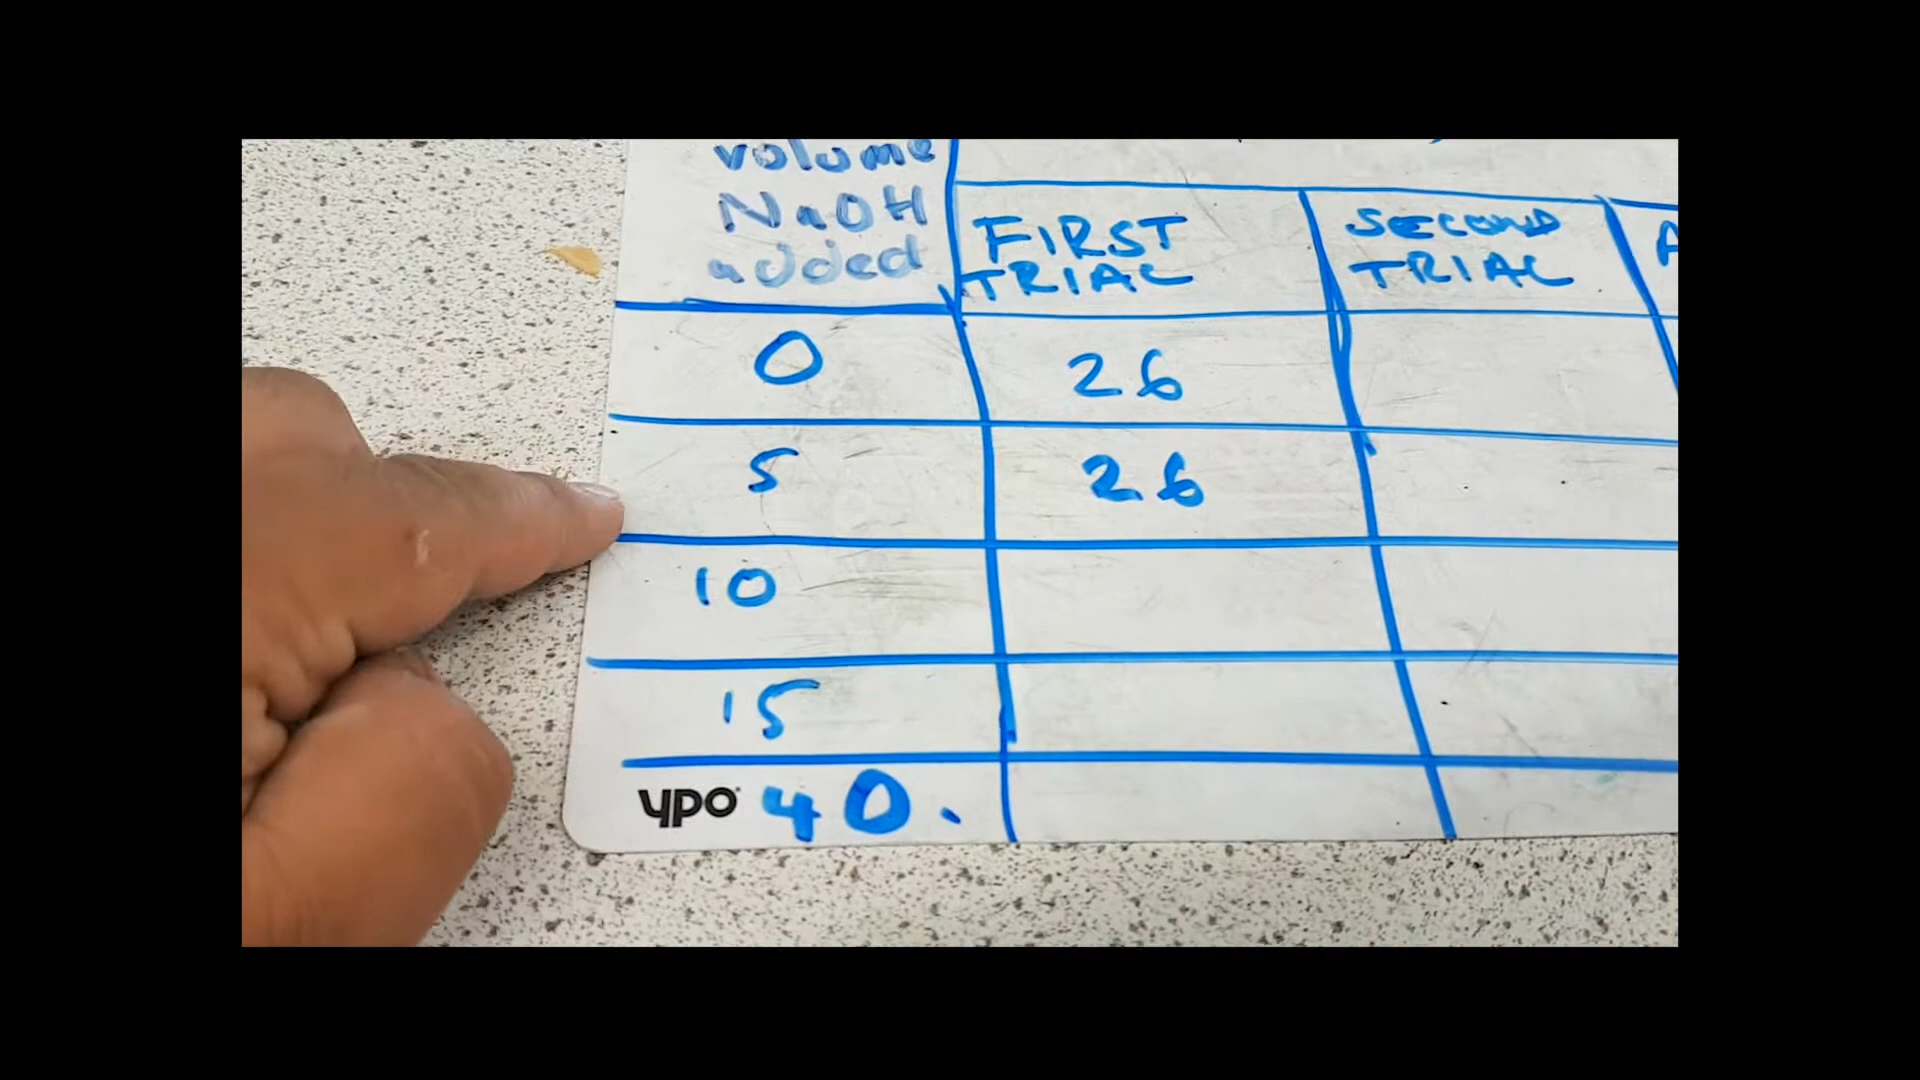 volume
NaOH
added
FIRST
TRIAL
SECOND
TRIAL
A
0
26
5
26
10
15
ypo
40.